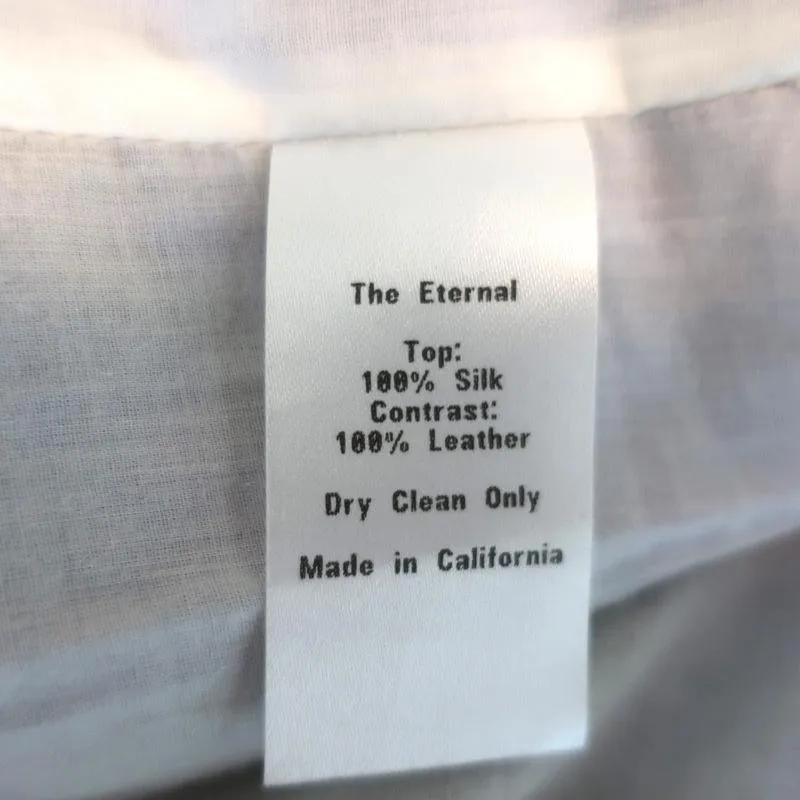 The Eternal
Top:
100% Silk
Contrast:
100% Leather
Dry Clean Only
Made in California